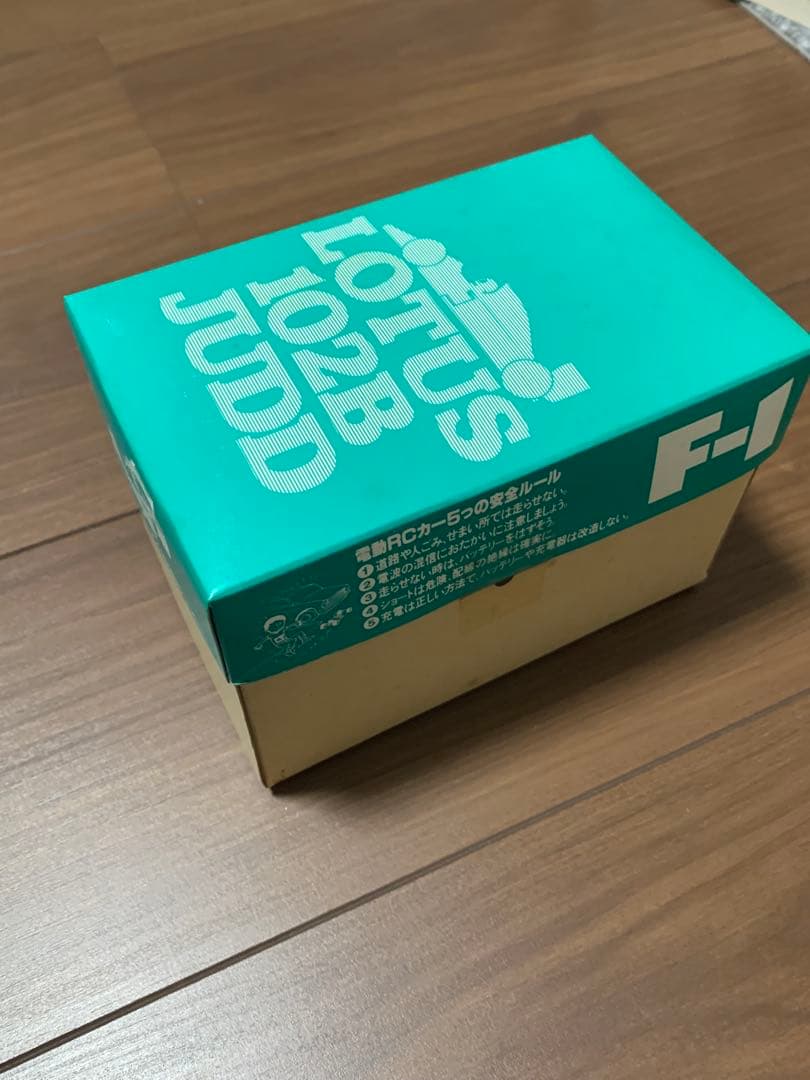 LOTUS
102B
JUDD
F-1
電動RCカー5つの安全ルール
①道路や人ごみ、せまい所では走らせない。
②電波の混信におたがいに注意しましょう。
③走らせない時は、バッテリーをはずそう。
④ショートは危険、配線の絶縁は確実に
⑤充電は正しい方法で、バッテリーや充電器は改造しない。